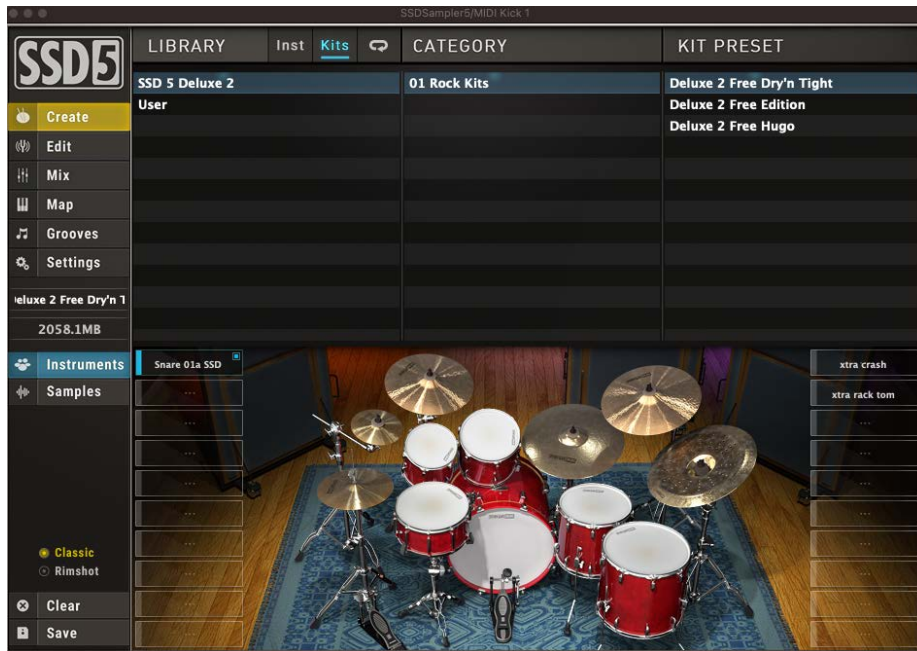 SSDSampler5/MIDI Kick 1
SSD5
LIBRARY Inst Kits CATEGORY KIT PRESET
SSD 5 Deluxe 2 01 Rock Kits Deluxe 2 Free Dry'n Tight
User Deluxe 2 Free Edition
Deluxe 2 Free Hugo
Create
Edit
Mix
Map
Grooves
Settings
eluxe 2 Free Dry'n T
2058.1MB
Instruments Snare 01a SSD xtra crash
Samples ... xtra rack tom
... ...
... ...
... ...
... ...
... ...
Classic
Rimshot
... ...
Clear ... ...
Save ... ...